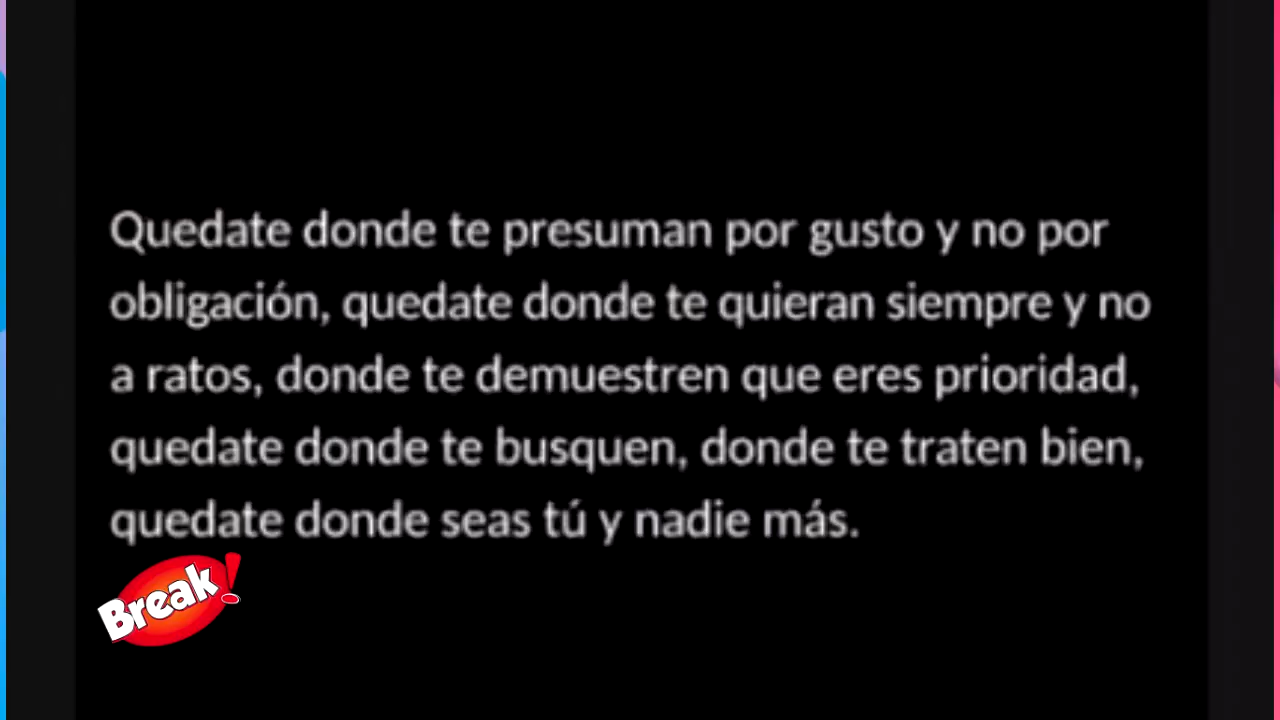 Quedate donde te presuman por gusto y no por
obligación, quedate donde te quieran siempre y no
a ratos, donde te demuestren que eres prioridad,
quedate donde te busquen, donde te traten bien,
quedate donde seas tú y nadie más.
Break!